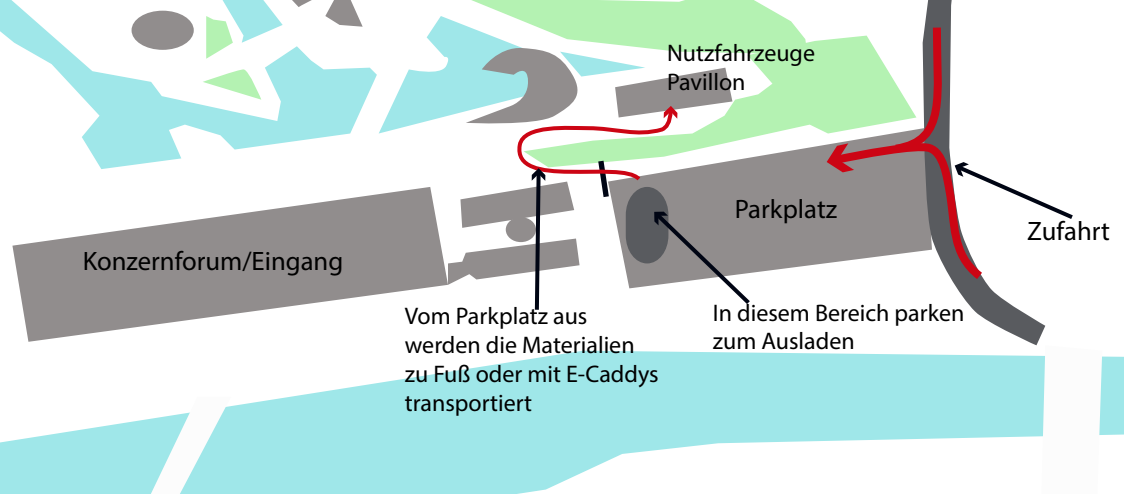 Nutzfahrzeuge
Pavillon
Parkplatz
Zufahrt
Konzernforum/Eingang
Vom Parkplatz aus
werden die Materialien
zu Fuß oder mit E-Caddys
transportiert
In diesem Bereich parken
zum Ausladen